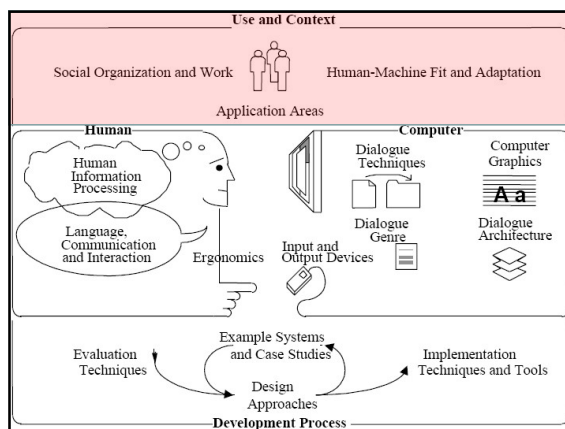 Use and Context
Social Organization and Work
Human-Machine Fit and Adaptation
Application Areas
Human
Human
Information
Processing
Language,
Communication
and Interaction
Ergonomics
Computer
Dialogue
Techniques
Computer
Graphics
A a
Dialogue
Genre
Dialogue
Architecture
Input and
Output Devices
Example Systems
and Case Studies
Evaluation
Techniques
Implementation
Techniques and Tools
Design
Approaches
Development Process